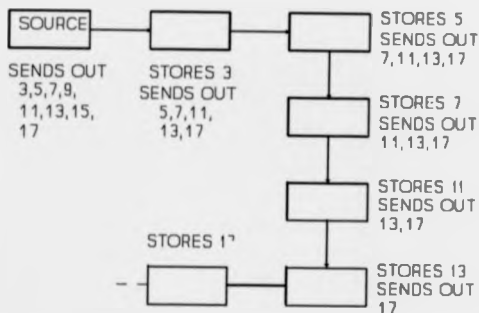 SOURCE
SENDS OUT
3,5,7,9,
11,13,15,
17
STORES 3
SENDS OUT
5,7,11,
13,17
STORES 5
SENDS OUT
7,11,13,17
STORES 7
SENDS OUT
11,13,17
STORES 11
SENDS OUT
13,17
STORES 13
SENDS OUT
17
STORES